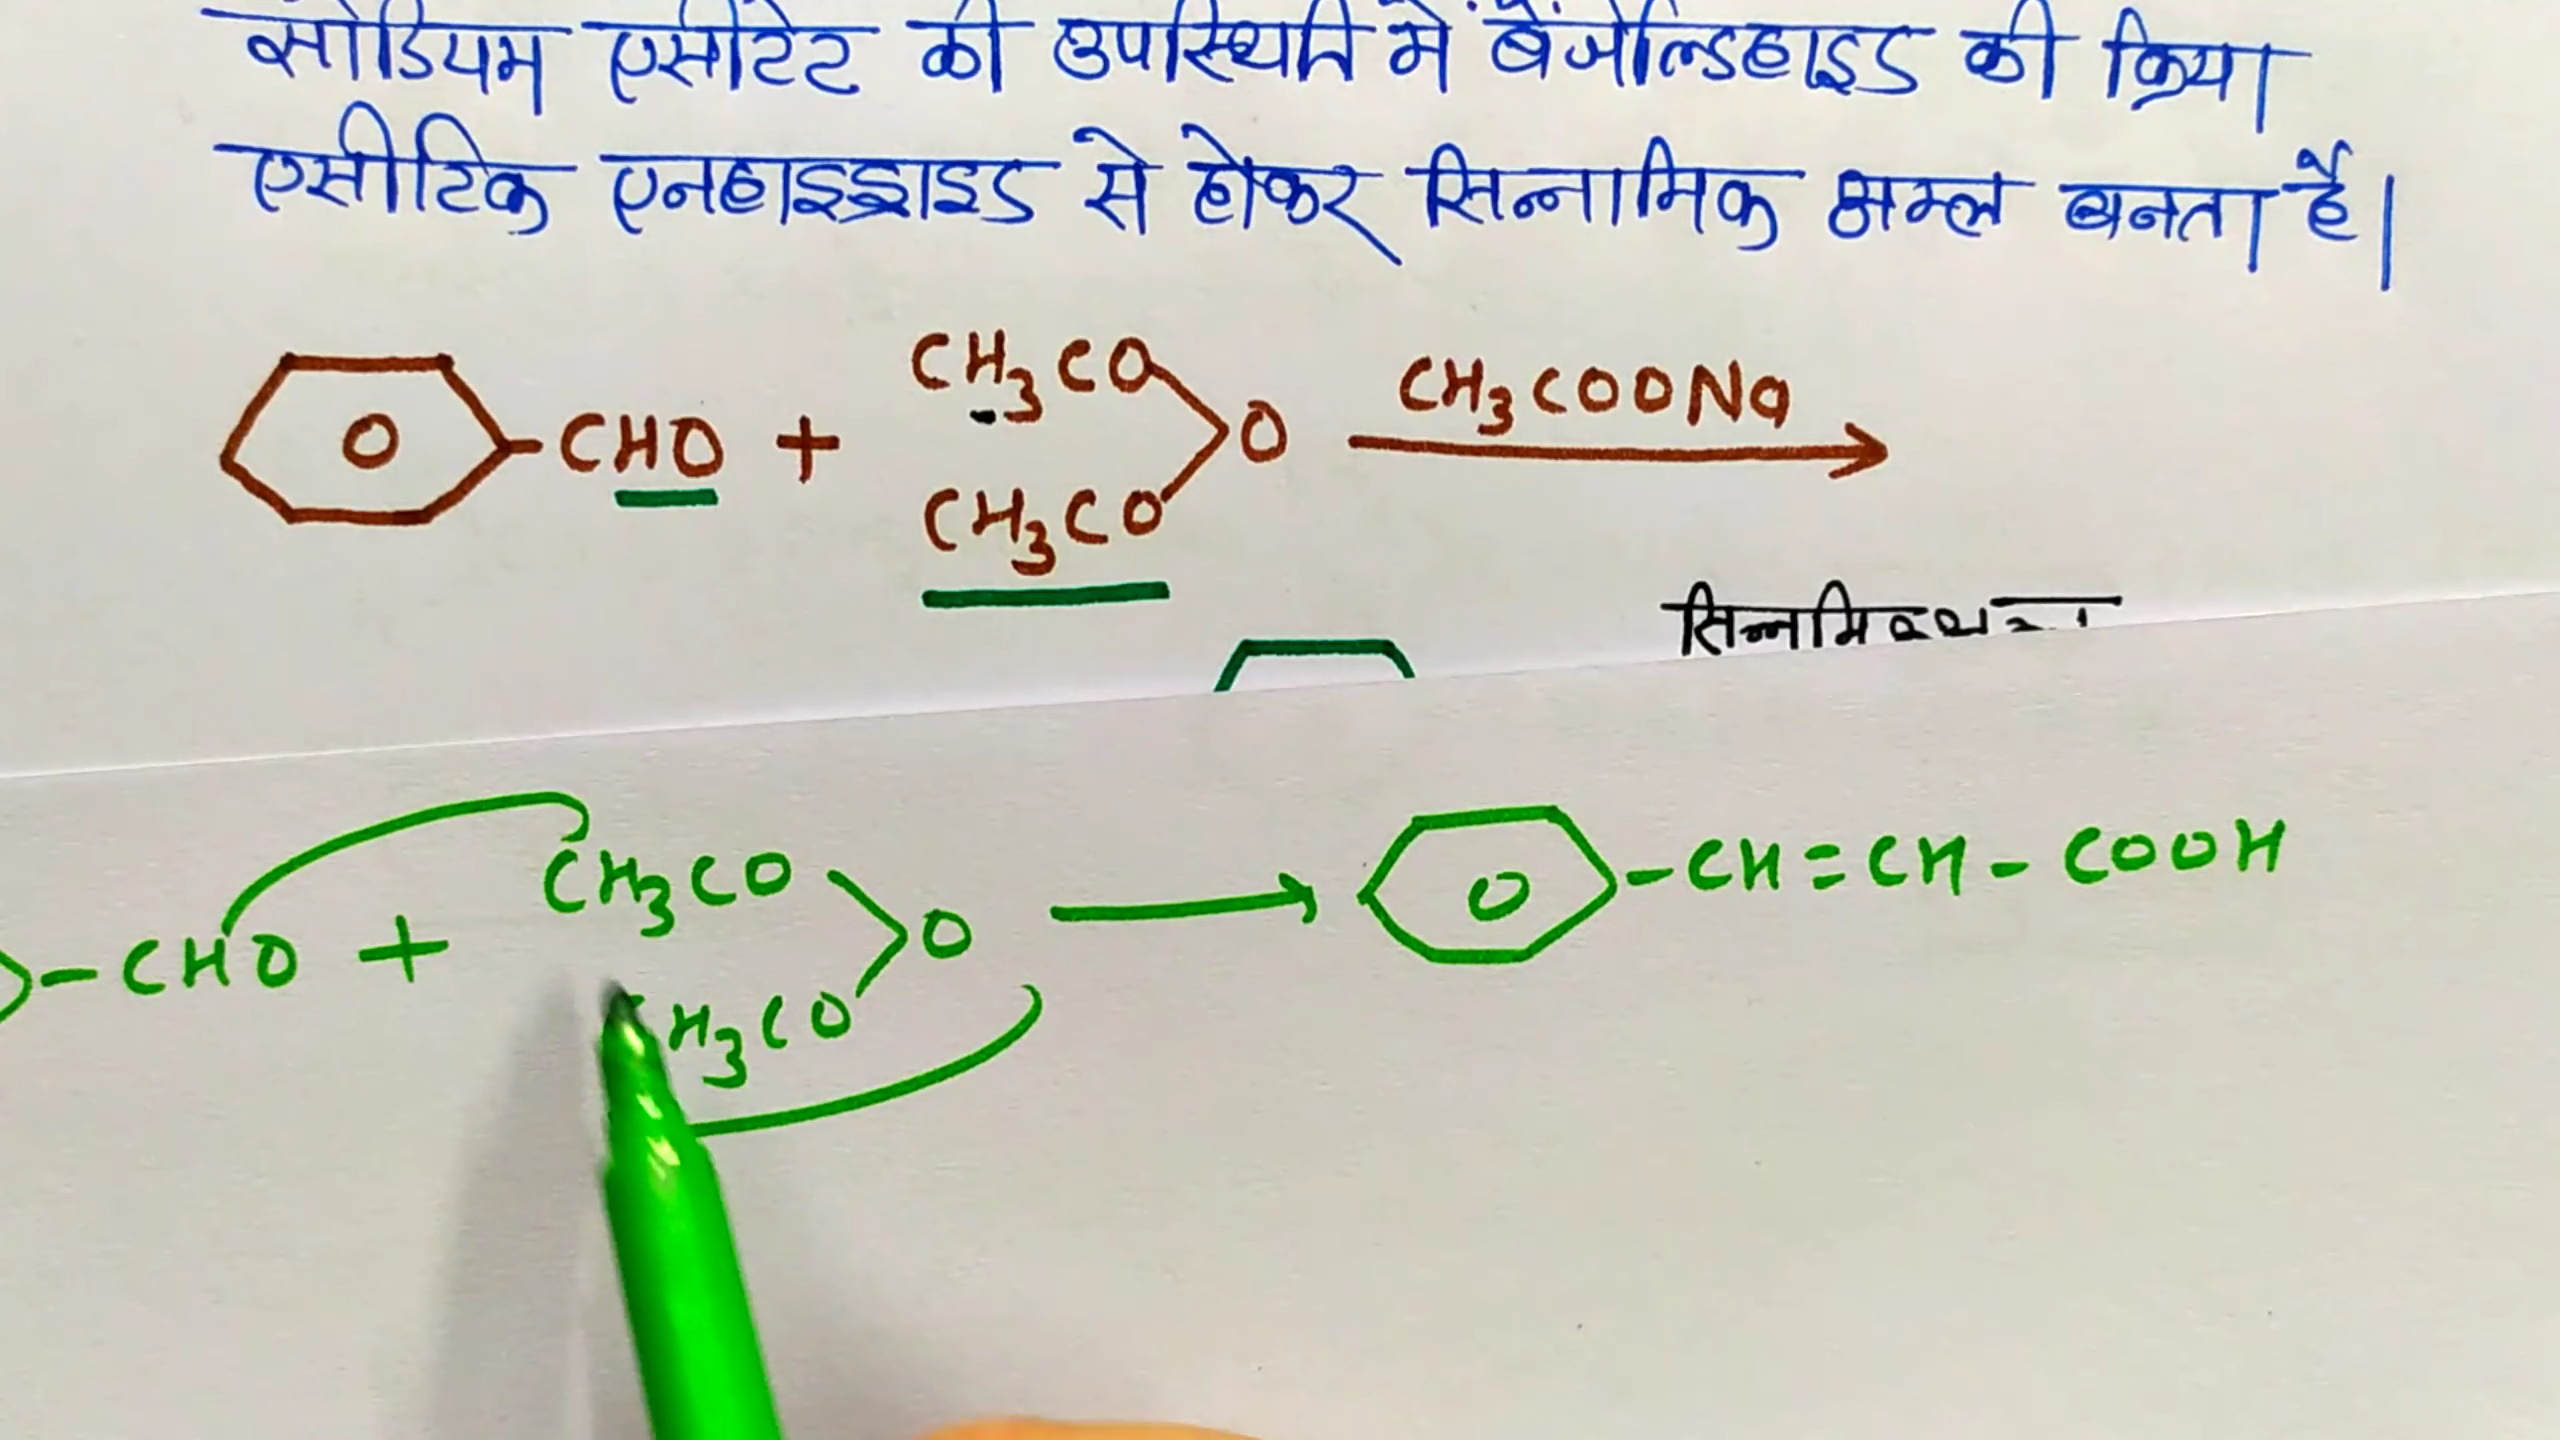 सोडियम एसीटेट की उपस्थिति में बेंजेल्डिहाइड की क्रिया
एसीटिक एनहाइड्राइड से होकर सिन्नामिक अम्ल बनता है।
CH3CO
O -CHO + O CH3COONa
CH3CO
सिन्नामिक
CH3CO
-CHO + O O -CH=CH-COOH
CH3CO